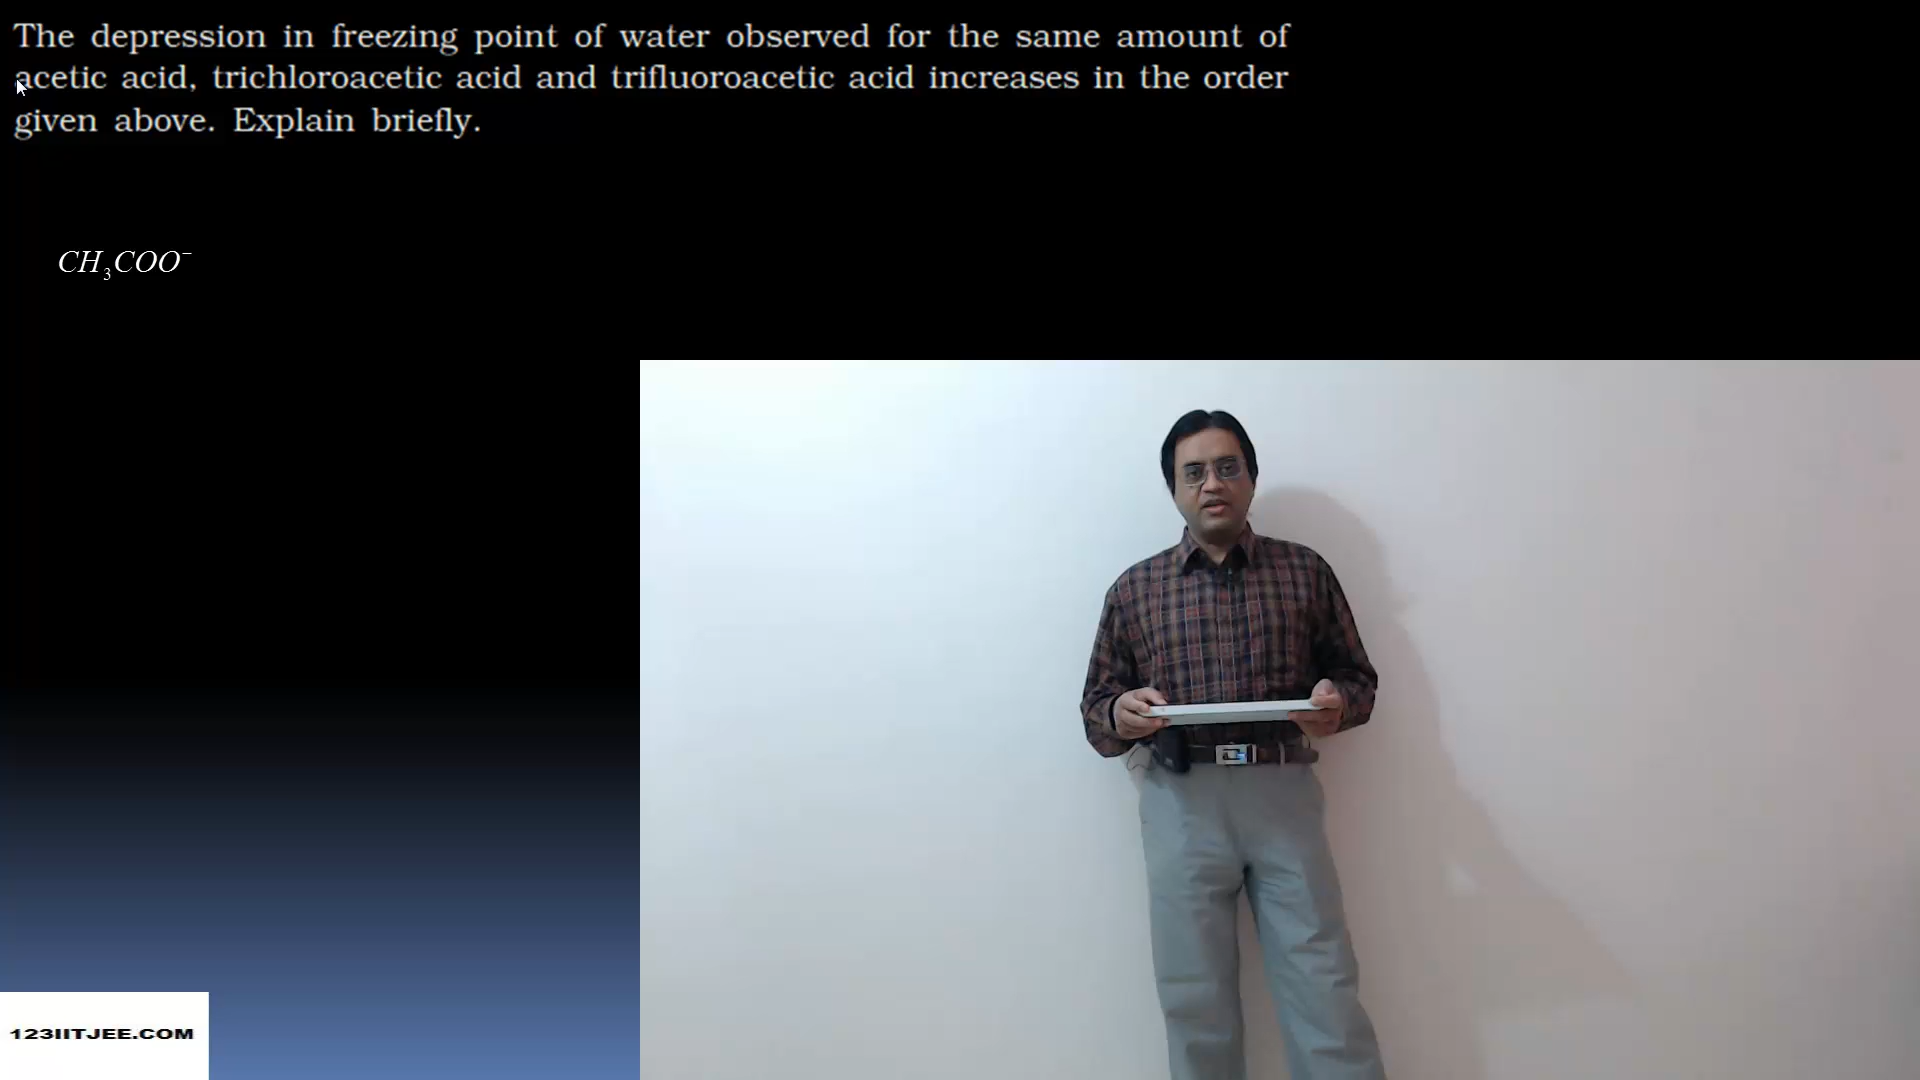 The depression in freezing point of water observed for the same amount of
acetic acid, trichloroacetic acid and trifluoroacetic acid increases in the order
given above. Explain briefly.
CH₃COO⁻
123IITJEE.COM